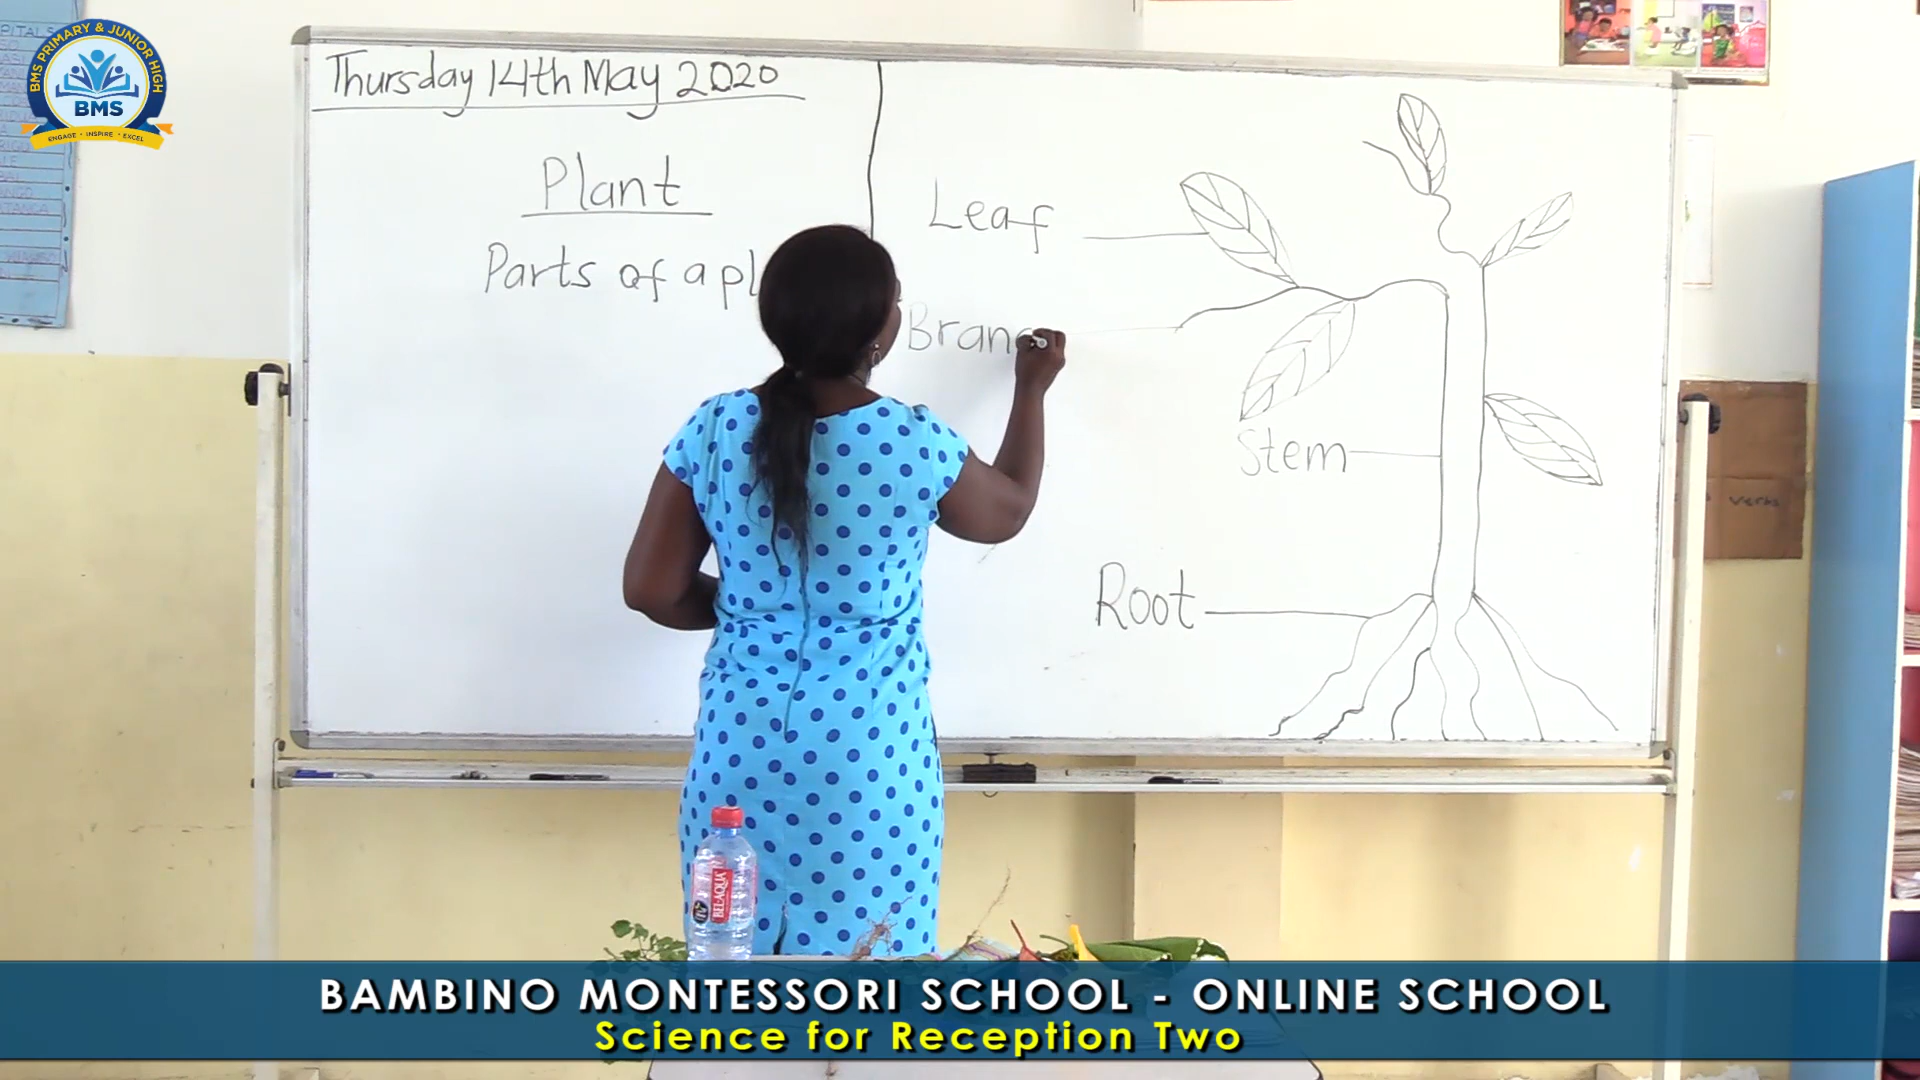 BMS PRIMARY & JUNIOR HIGH
BMS
ENGAGE • INSPIRE • EXCEL
Thursday 14th May 2020
Plant
Parts of a pl
Leaf
Branc
Stem
Root
verbs
BEL-AQUA
BAMBINO MONTESSORI SCHOOL - ONLINE SCHOOL
Science for Reception Two